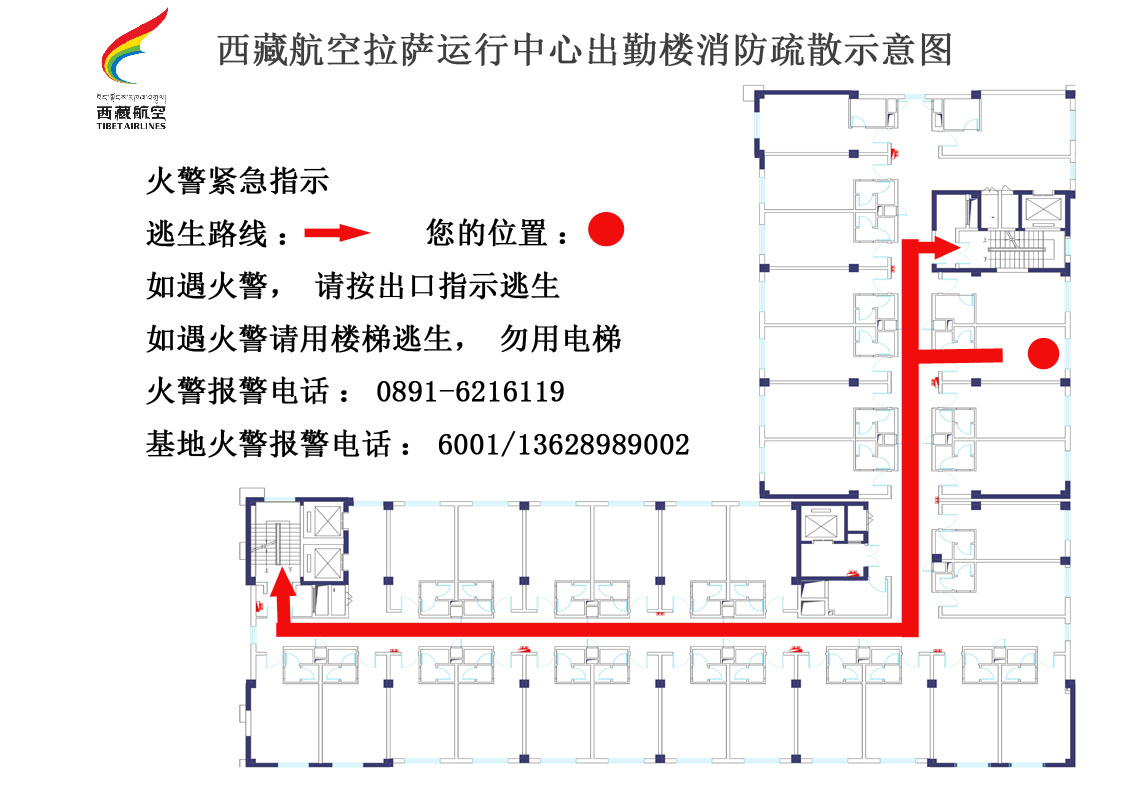 西藏航空拉萨运行中心出勤楼消防疏散示意图
西藏航空
TIBET AIRLINES
火警紧急指示
逃生路线： 您的位置：
如遇火警， 请按出口指示逃生
如遇火警请用楼梯逃生， 勿用电梯
火警报警电话： 0891-6216119
基地火警报警电话： 6001/13628989002
上
下
上
下